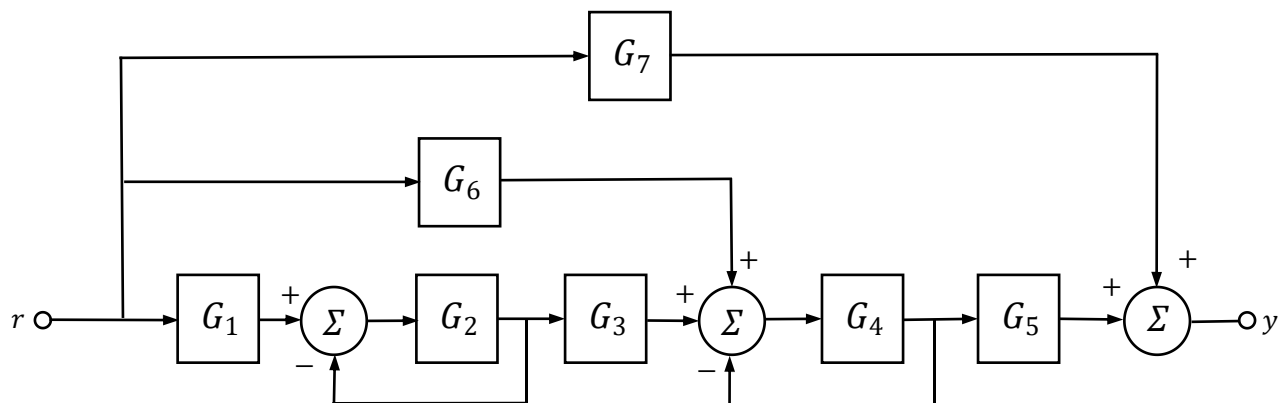 G₇
G₆
+
+
r G₁ + Σ G₂ G₃ + Σ G₄ G₅ + Σ y
− −